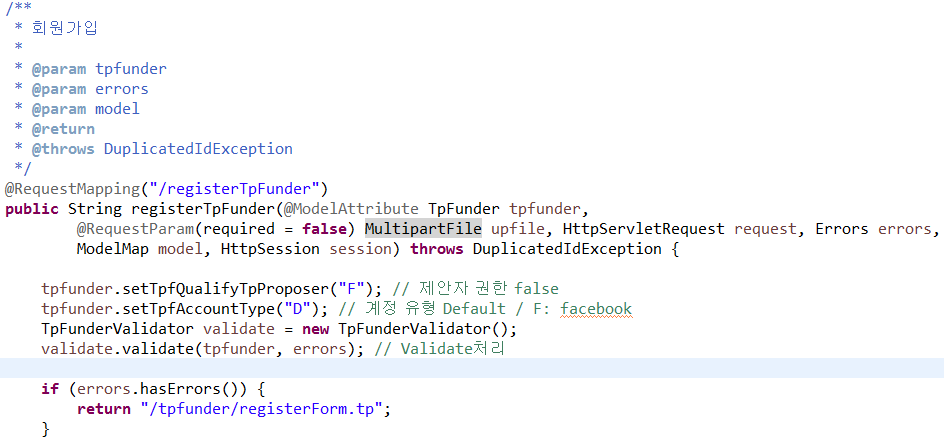 /**
 * 회원가입
 *
 * @param tpfunder
 * @param errors
 * @param model
 * @return
 * @throws DuplicatedIdException
 */
@RequestMapping("/registerTpFunder")
public String registerTpFunder(@ModelAttribute TpFunder tpfunder,
        @RequestParam(required = false) MultipartFile upfile, HttpServletRequest request, Errors errors,
        ModelMap model, HttpSession session) throws DuplicatedIdException {

    tpfunder.setTpfQualifyTpProposer("F"); // 제안자 권한 false
    tpfunder.setTpfAccountType("D"); // 계정 유형 Default / F: facebook
    TpFunderValidator validate = new TpFunderValidator();
    validate.validate(tpfunder, errors); // Validate처리

    if (errors.hasErrors()) {
        return "/tpfunder/registerForm.tp";
    }